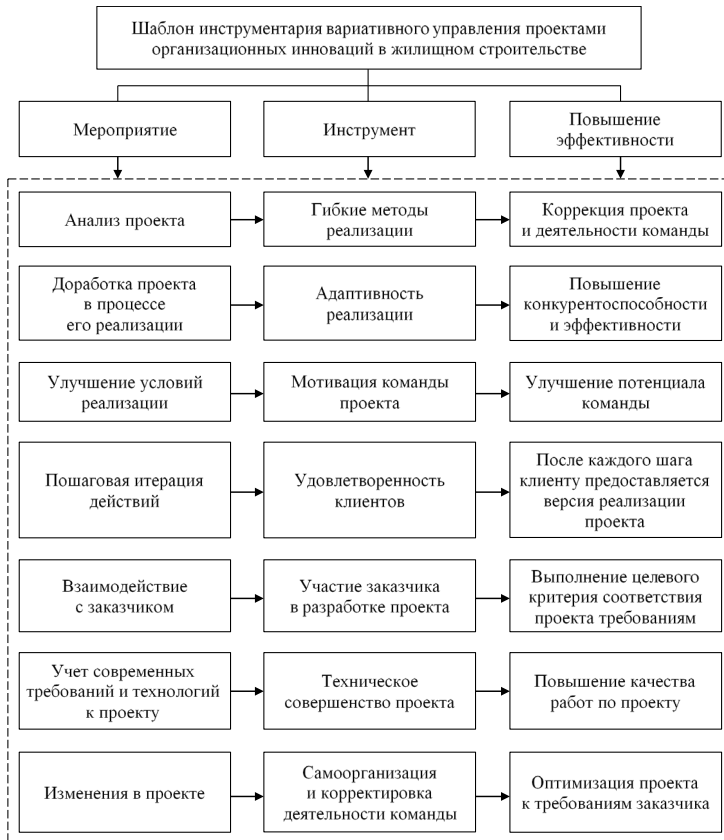 Шаблон инструментария вариативного управления проектами
организационных инноваций в жилищном строительстве
Мероприятие
Инструмент
Повышение
эффективности
Анализ проекта
Гибкие методы
реализации
Коррекция проекта
и деятельности команды
Доработка проекта
в процессе
его реализации
Адаптивность
реализации
Повышение
конкурентоспособности
и эффективности
Улучшение условий
реализации
Мотивация команды
проекта
Улучшение потенциала
команды
Пошаговая итерация
действий
Удовлетворенность
клиентов
После каждого шага
клиенту предоставляется
версия реализации
проекта
Взаимодействие
с заказчиком
Участие заказчика
в разработке проекта
Выполнение целевого
критерия соответствия
проекта требованиям
Учет современных
требований и технологий
к проекту
Техническое
совершенство проекта
Повышение качества
работ по проекту
Изменения в проекте
Самоорганизация
и корректировка
деятельности команды
Оптимизация проекта
к требованиям заказчика